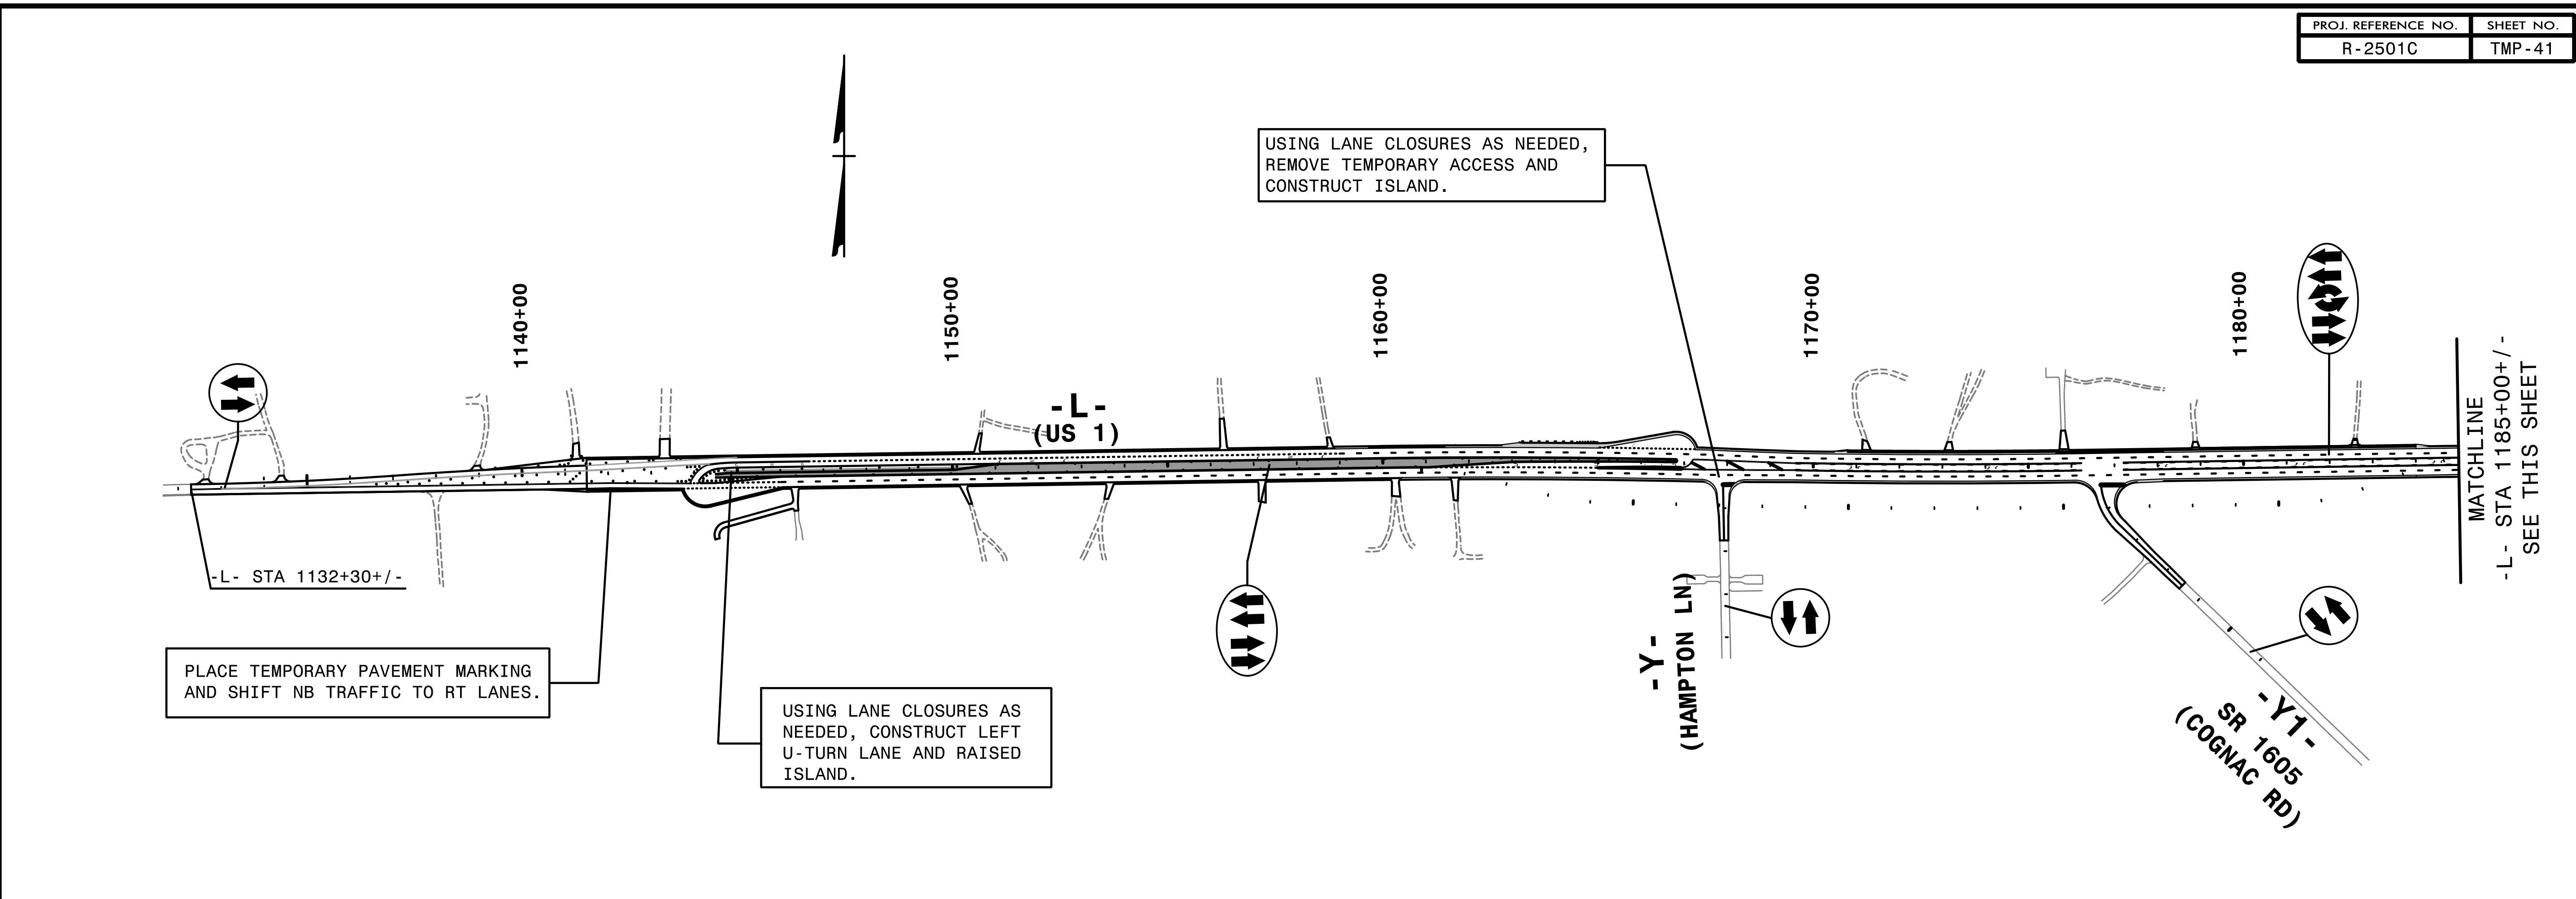 PROJ. REFERENCE NO.
SHEET NO.
R-2501C
TMP-41
USING LANE CLOSURES AS NEEDED,
REMOVE TEMPORARY ACCESS AND
CONSTRUCT ISLAND.
1140+00
1150+00
1160+00
1170+00
1180+00
-L-
(US 1)
MATCHLINE
-L- STA 1185+00+/-
SEE THIS SHEET
-L- STA 1132+30+/-
PLACE TEMPORARY PAVEMENT MARKING
AND SHIFT NB TRAFFIC TO RT LANES.
USING LANE CLOSURES AS
NEEDED, CONSTRUCT LEFT
U-TURN LANE AND RAISED
ISLAND.
-Y-
(HAMPTON LN)
-Y1-
SR 1605
(COGNAC RD)